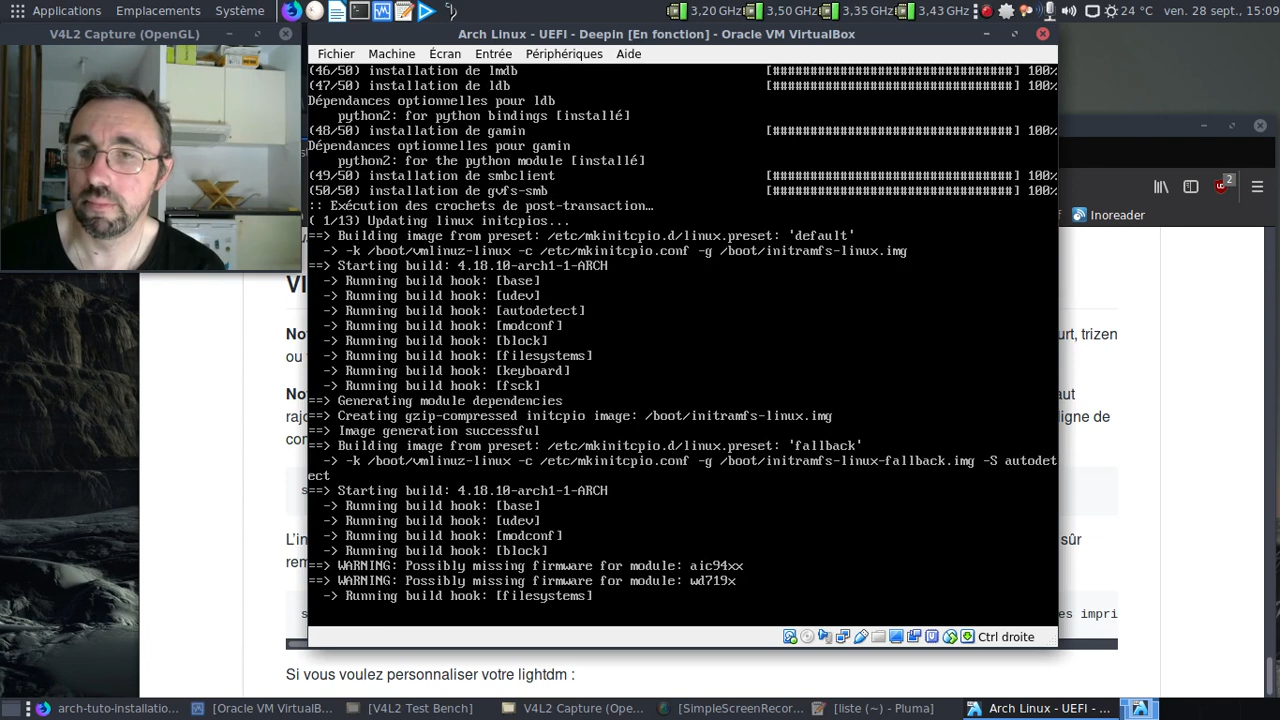 Applications Emplacements Système 3,20 GHz 3,50 GHz 3,35 GHz 3,43 GHz 24 °C ven. 28 sept., 15:09
V4L2 Capture (OpenGL)
Arch Linux - UEFI - Deepin [En fonction] - Oracle VM VirtualBox
Fichier Machine Écran Entrée Périphériques Aide
(46/50) installation de lmdb [################################] 100%
(47/50) installation de ldb [################################] 100%
Dépendances optionnelles pour ldb
python2: for python bindings [installé]
(48/50) installation de gamin [################################] 100%
Dépendances optionnelles pour gamin
python2: for the python module [installé]
(49/50) installation de smbclient [################################] 100%
(50/50) installation de gvfs-smb [################################] 100%
:: Exécution des crochets de post-transaction…
( 1/13) Updating linux initcpios...
==> Building image from preset: /etc/mkinitcpio.d/linux.preset: 'default'
-> -k /boot/vmlinuz-linux -c /etc/mkinitcpio.conf -g /boot/initramfs-linux.img
==> Starting build: 4.18.10-arch1-1-ARCH
-> Running build hook: [base]
-> Running build hook: [udev]
-> Running build hook: [autodetect]
-> Running build hook: [modconf]
-> Running build hook: [block]
-> Running build hook: [filesystems]
-> Running build hook: [keyboard]
-> Running build hook: [fsck]
==> Generating module dependencies
==> Creating gzip-compressed initcpio image: /boot/initramfs-linux.img
==> Image generation successful
==> Building image from preset: /etc/mkinitcpio.d/linux.preset: 'fallback'
-> -k /boot/vmlinuz-linux -c /etc/mkinitcpio.conf -g /boot/initramfs-linux-fallback.img -S autodet
ect
==> Starting build: 4.18.10-arch1-1-ARCH
-> Running build hook: [base]
-> Running build hook: [udev]
-> Running build hook: [modconf]
-> Running build hook: [block]
==> WARNING: Possibly missing firmware for module: aic94xx
==> WARNING: Possibly missing firmware for module: wd719x
-> Running build hook: [filesystems]
Ctrl droite
2
Inoreader
urt, trizen
ou
aut
ligne de
L'in
sûr
es impri
Si vous voulez personnaliser votre lightdm :
arch-tuto-installatio... [Oracle VM VirtualB... [V4L2 Test Bench] V4L2 Capture (Ope... [SimpleScreenRecor... [liste (~) - Pluma] Arch Linux - UEFI - ...